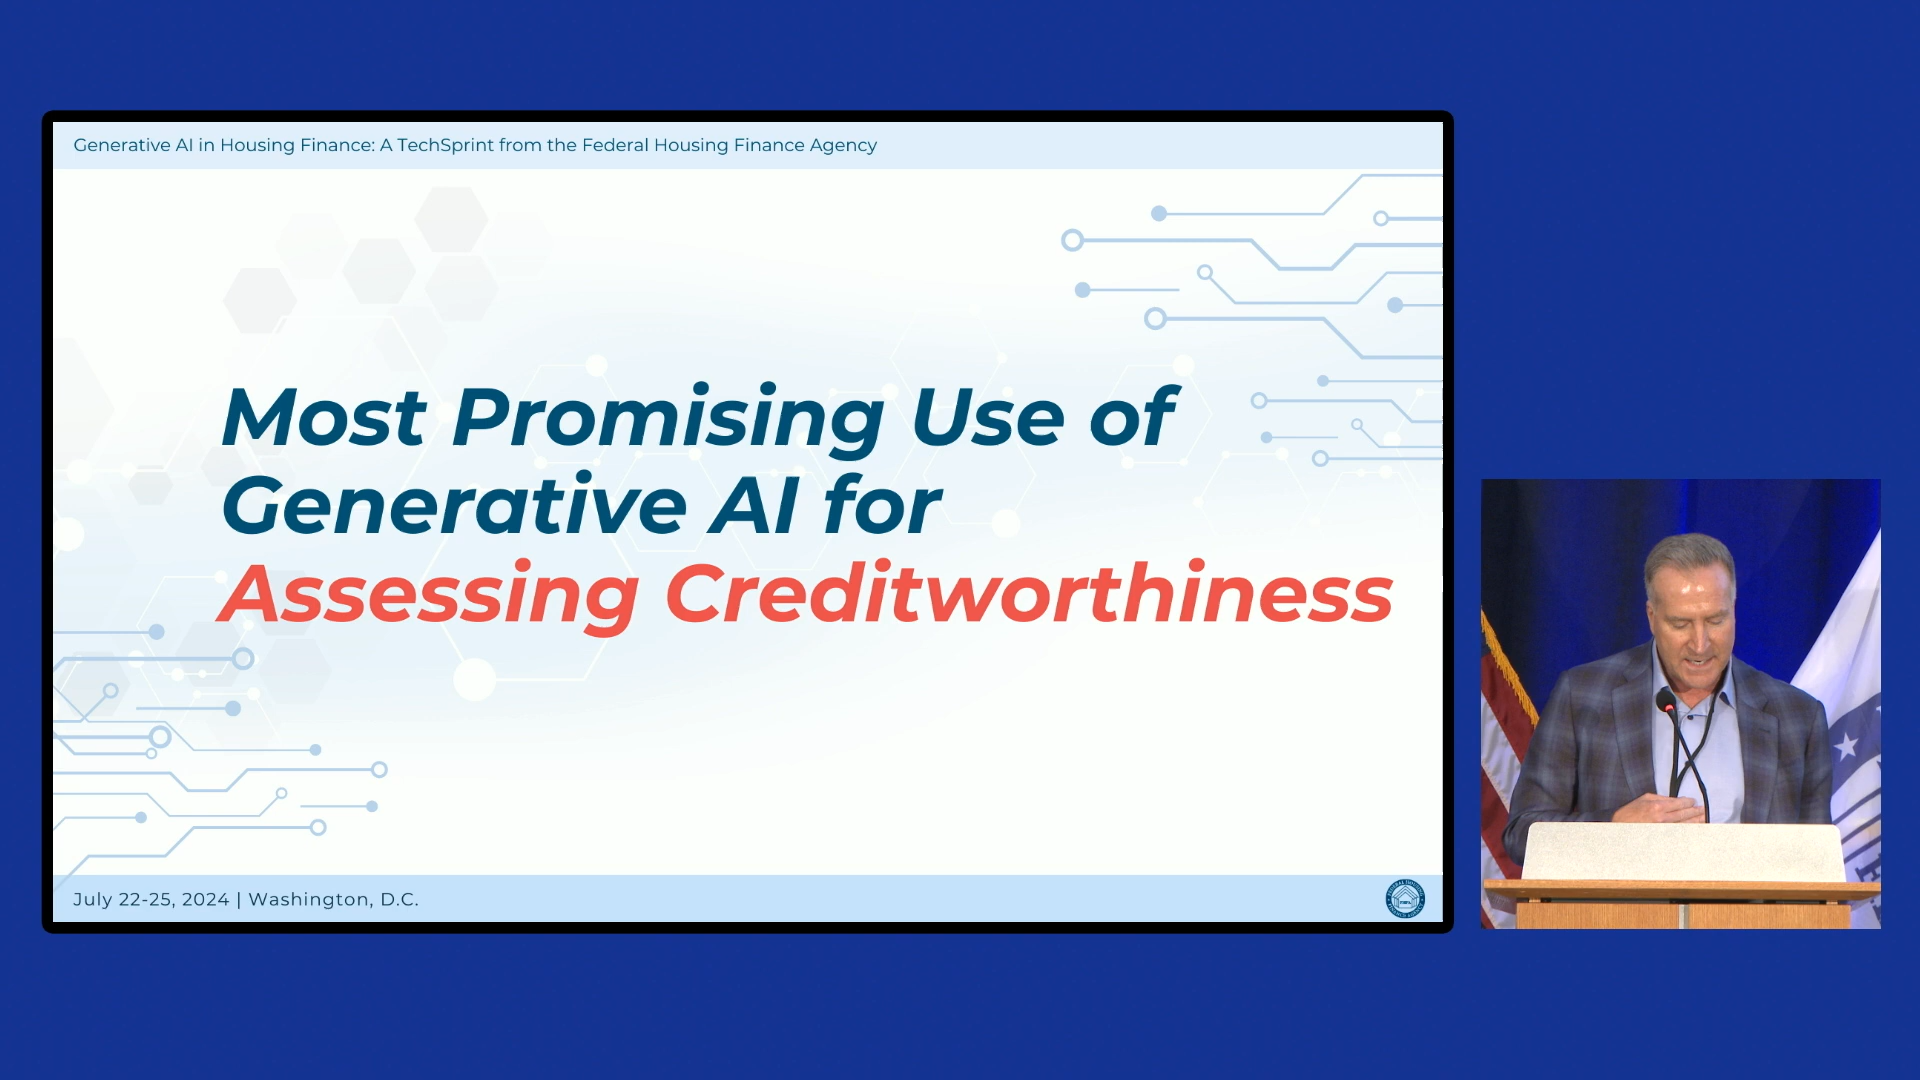 Generative AI in Housing Finance: A TechSprint from the Federal Housing Finance Agency
Most Promising Use of
Generative AI for
Assessing Creditworthiness
July 22-25, 2024 | Washington, D.C.